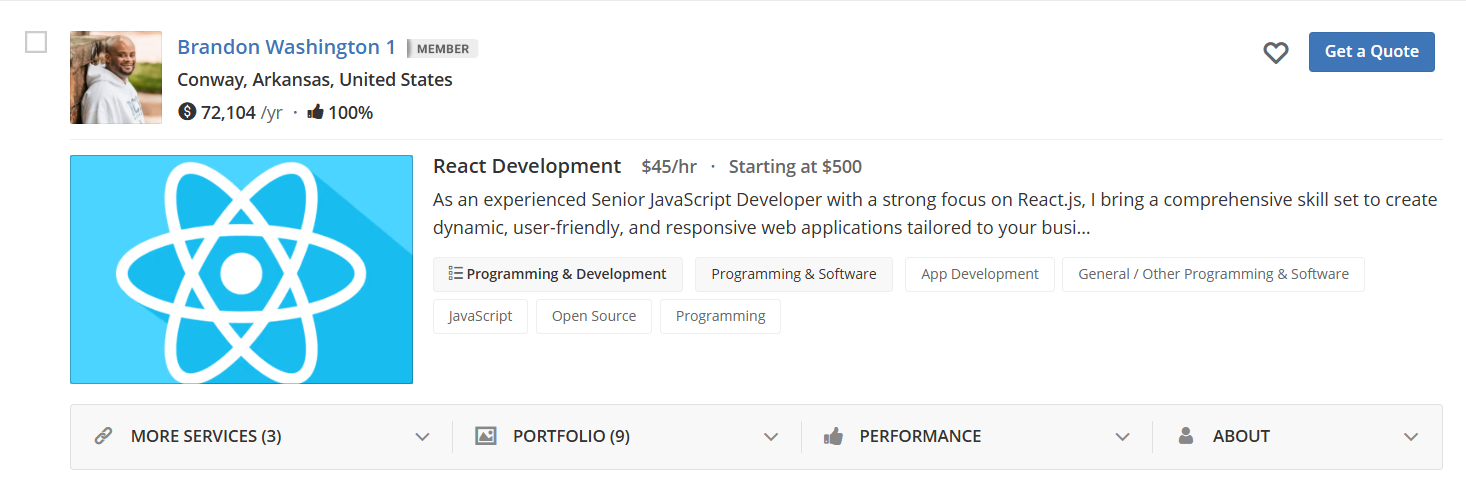 Brandon Washington 1 MEMBER
Get a Quote
Conway, Arkansas, United States
$ 72,104 /yr · 100%
React Development $45/hr · Starting at $500
As an experienced Senior JavaScript Developer with a strong focus on React.js, I bring a comprehensive skill set to create
dynamic, user-friendly, and responsive web applications tailored to your busi...
Programming & Development Programming & Software App Development General / Other Programming & Software
JavaScript Open Source Programming
MORE SERVICES (3) PORTFOLIO (9) PERFORMANCE ABOUT